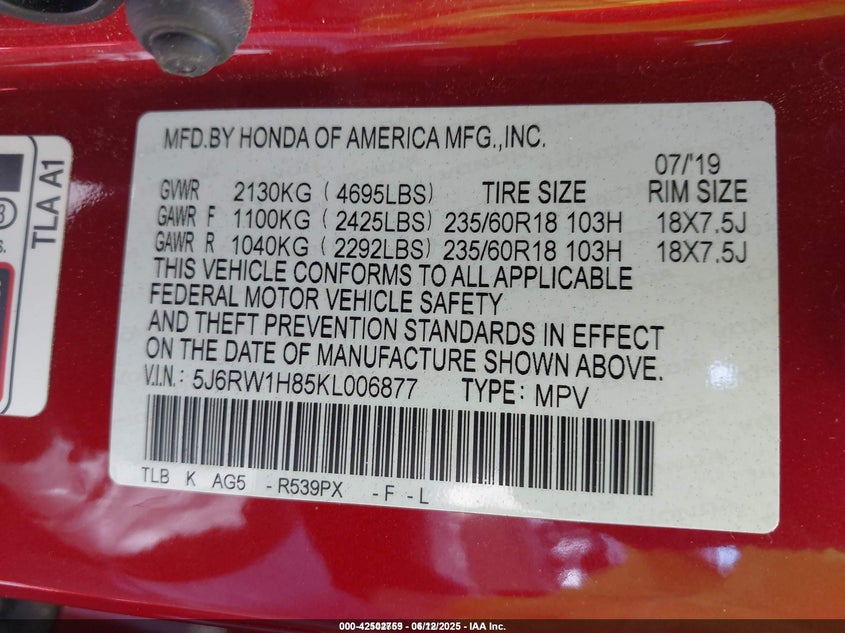 MFD.BY HONDA OF AMERICA MFG.,INC.
07/'19
GVWR 2130KG (4695LBS) TIRE SIZE RIM SIZE
GAWR F 1100KG (2425LBS) 235/60R18 103H 18X7.5J
GAWR R 1040KG (2292LBS) 235/60R18 103H 18X7.5J
THIS VEHICLE CONFORMS TO ALL APPLICABLE
FEDERAL MOTOR VEHICLE SAFETY
AND THEFT PREVENTION STANDARDS IN EFFECT
ON THE DATE OF MANUFACTURE SHOWN ABOVE.
V.I.N.: 5J6RW1H85KL006877 TYPE: MPV
TLB K AG5 -R539PX -F -L
TLA A1